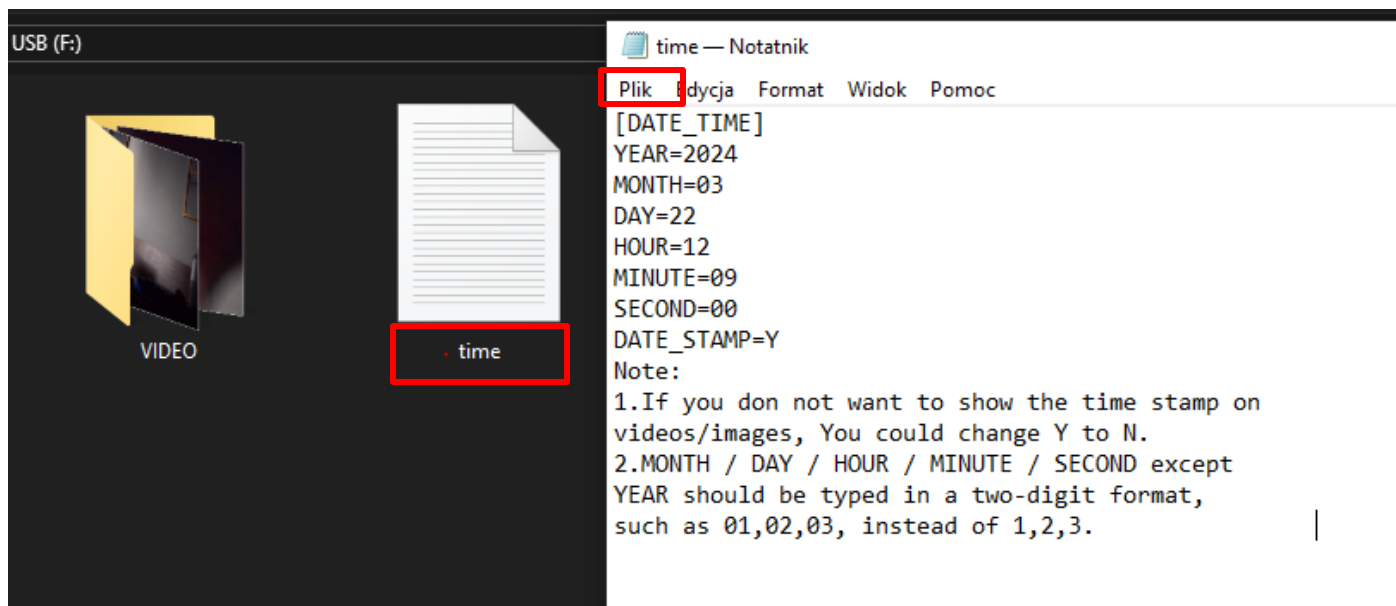 USB (F:)
VIDEO
time
time — Notatnik
Plik Edycja Format Widok Pomoc
[DATE_TIME]
YEAR=2024
MONTH=03
DAY=22
HOUR=12
MINUTE=09
SECOND=00
DATE_STAMP=Y
Note:
1.If you don not want to show the time stamp on
videos/images, You could change Y to N.
2.MONTH / DAY / HOUR / MINUTE / SECOND except
YEAR should be typed in a two-digit format,
such as 01,02,03, instead of 1,2,3.